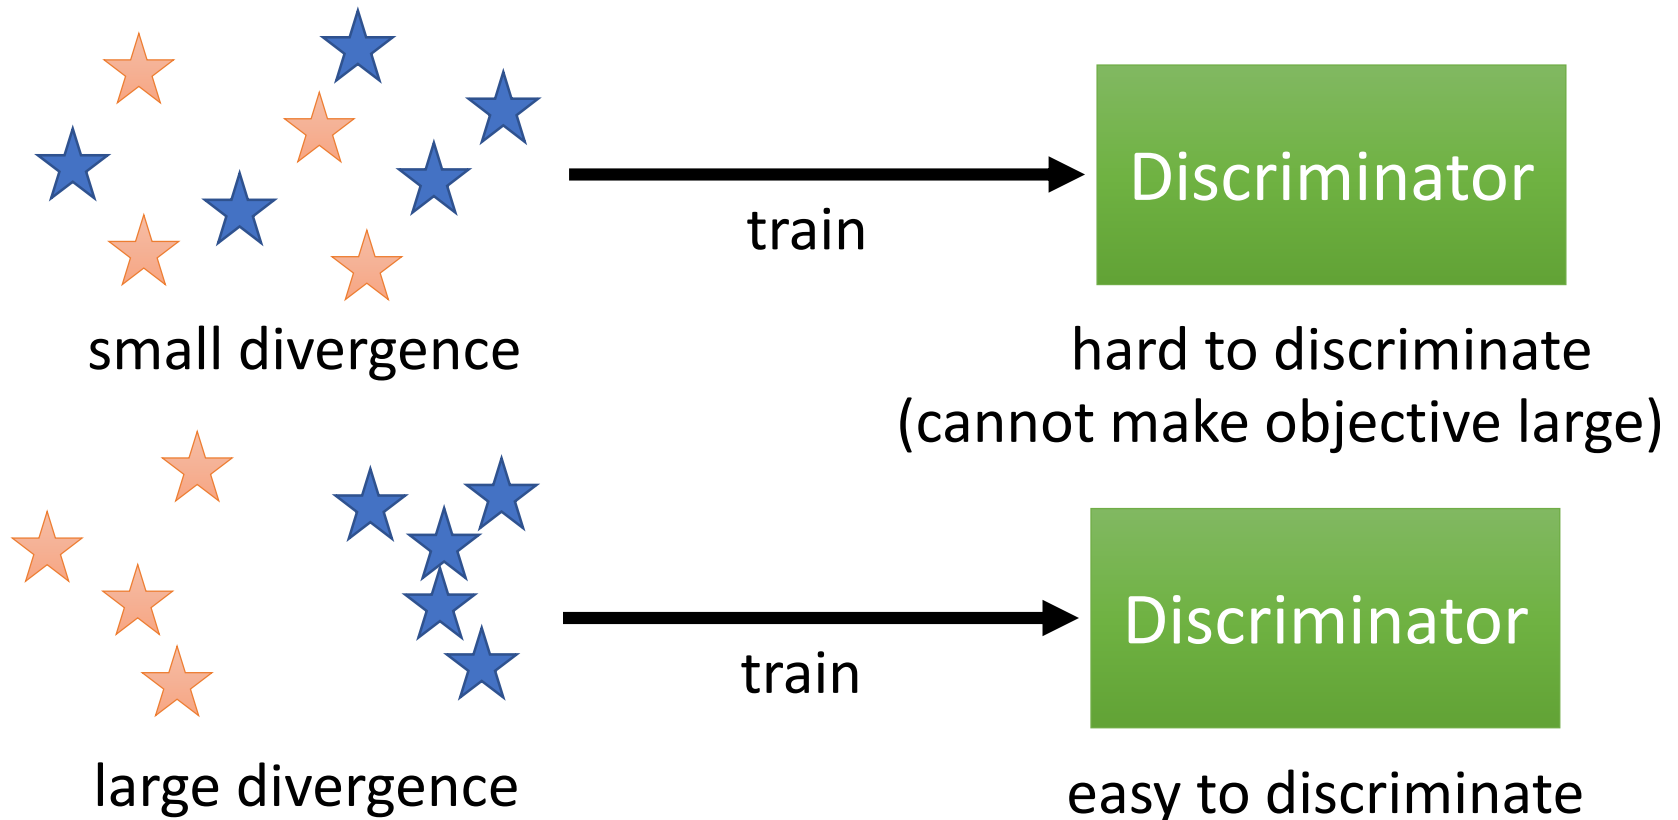 Discriminator
train
small divergence
hard to discriminate
(cannot make objective large)
Discriminator
train
large divergence
easy to discriminate